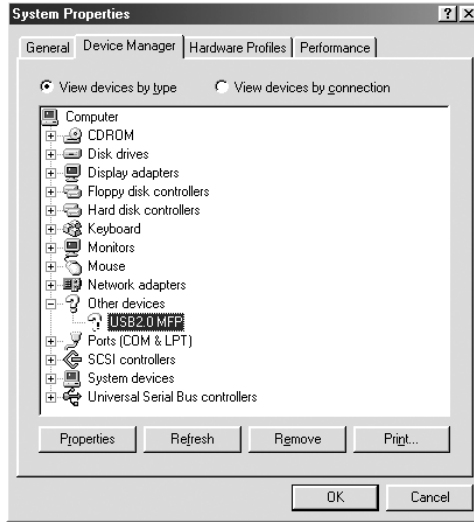 System Properties
General Device Manager Hardware Profiles Performance
View devices by type View devices by connection
Computer
CDROM
Disk drives
Display adapters
Floppy disk controllers
Hard disk controllers
Keyboard
Monitors
Mouse
Network adapters
Other devices
USB2.0 MFP
Ports (COM & LPT)
SCSI controllers
System devices
Universal Serial Bus controllers
Properties Refresh Remove Print...
OK Cancel